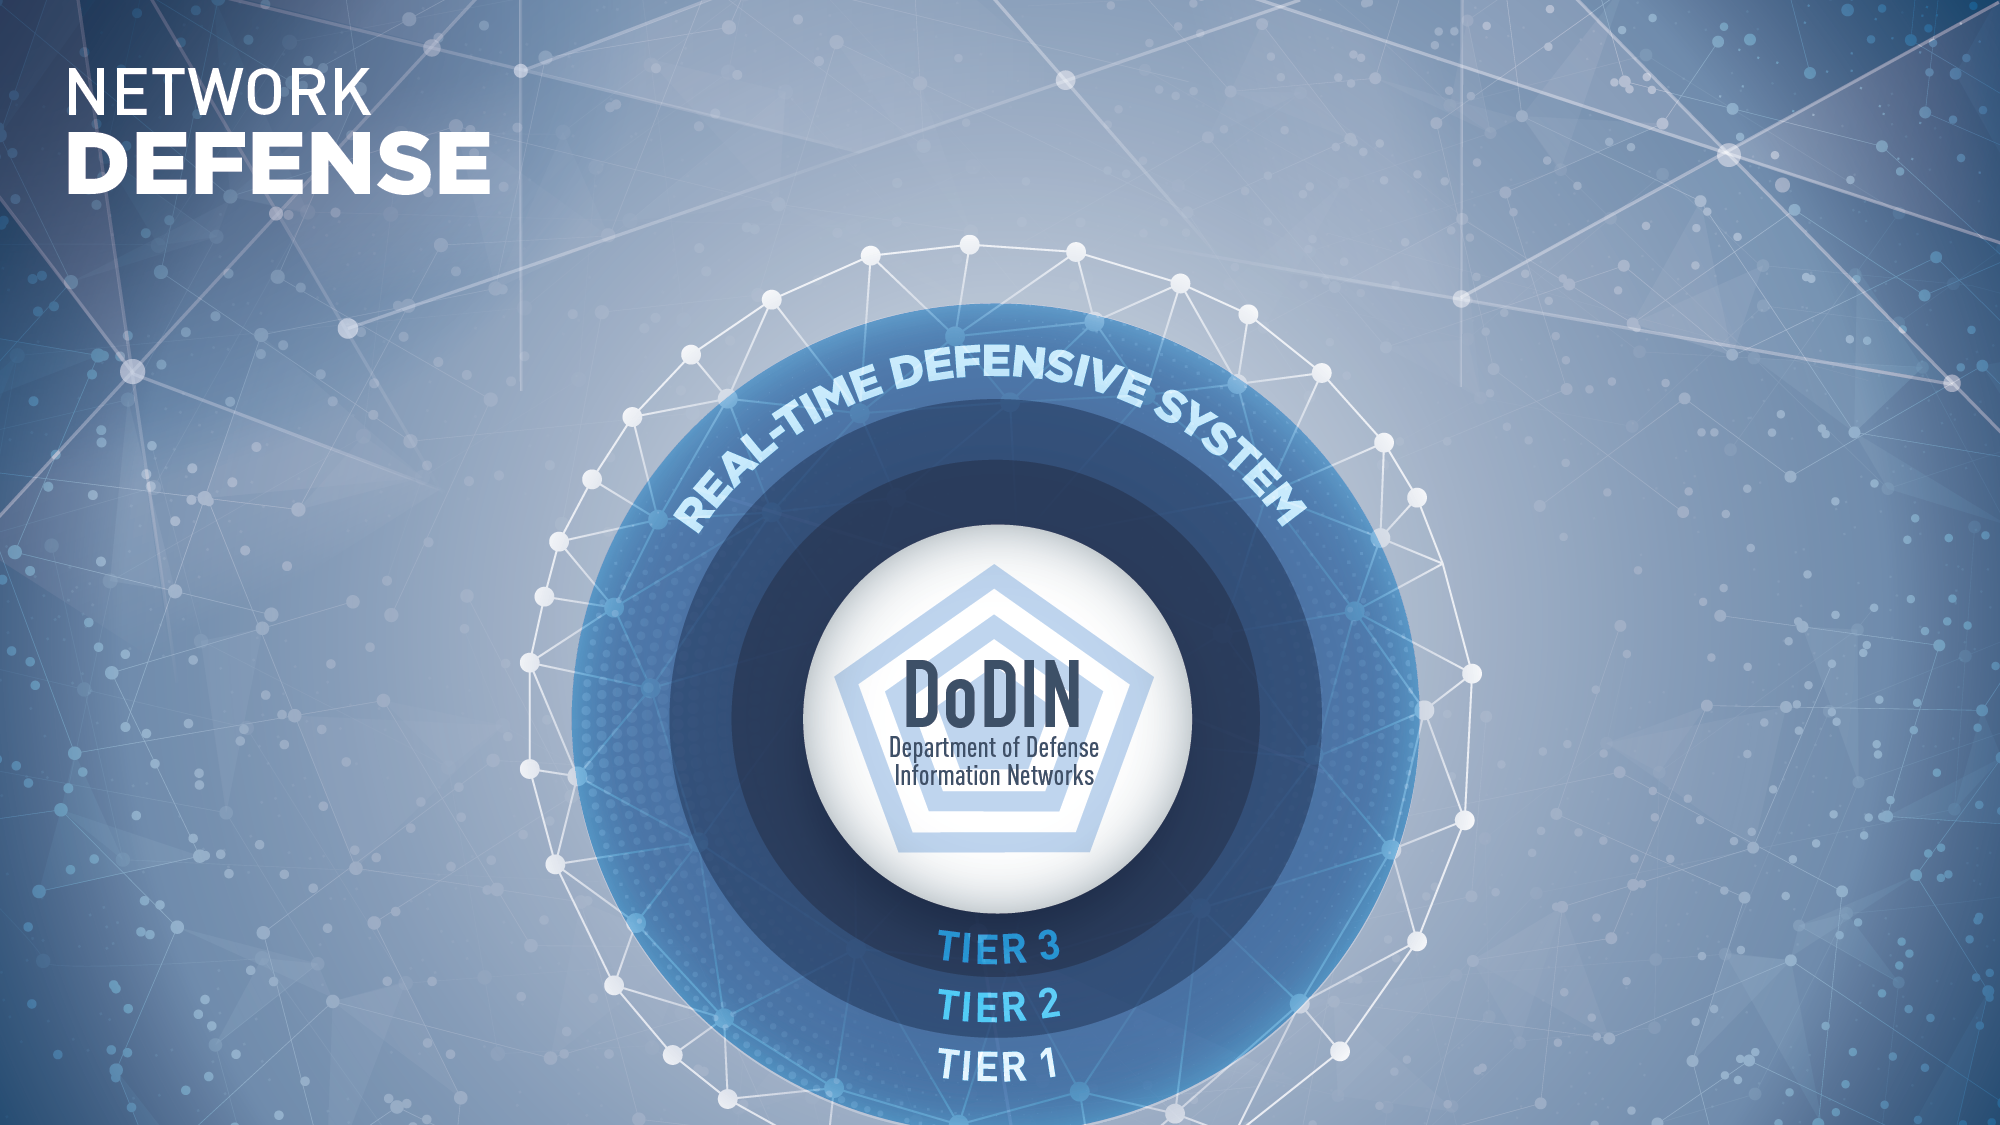 NETWORK
DEFENSE
REAL-TIME DEFENSIVE SYSTEM
DoDIN
Department of Defense
Information Networks
TIER 3
TIER 2
TIER 1